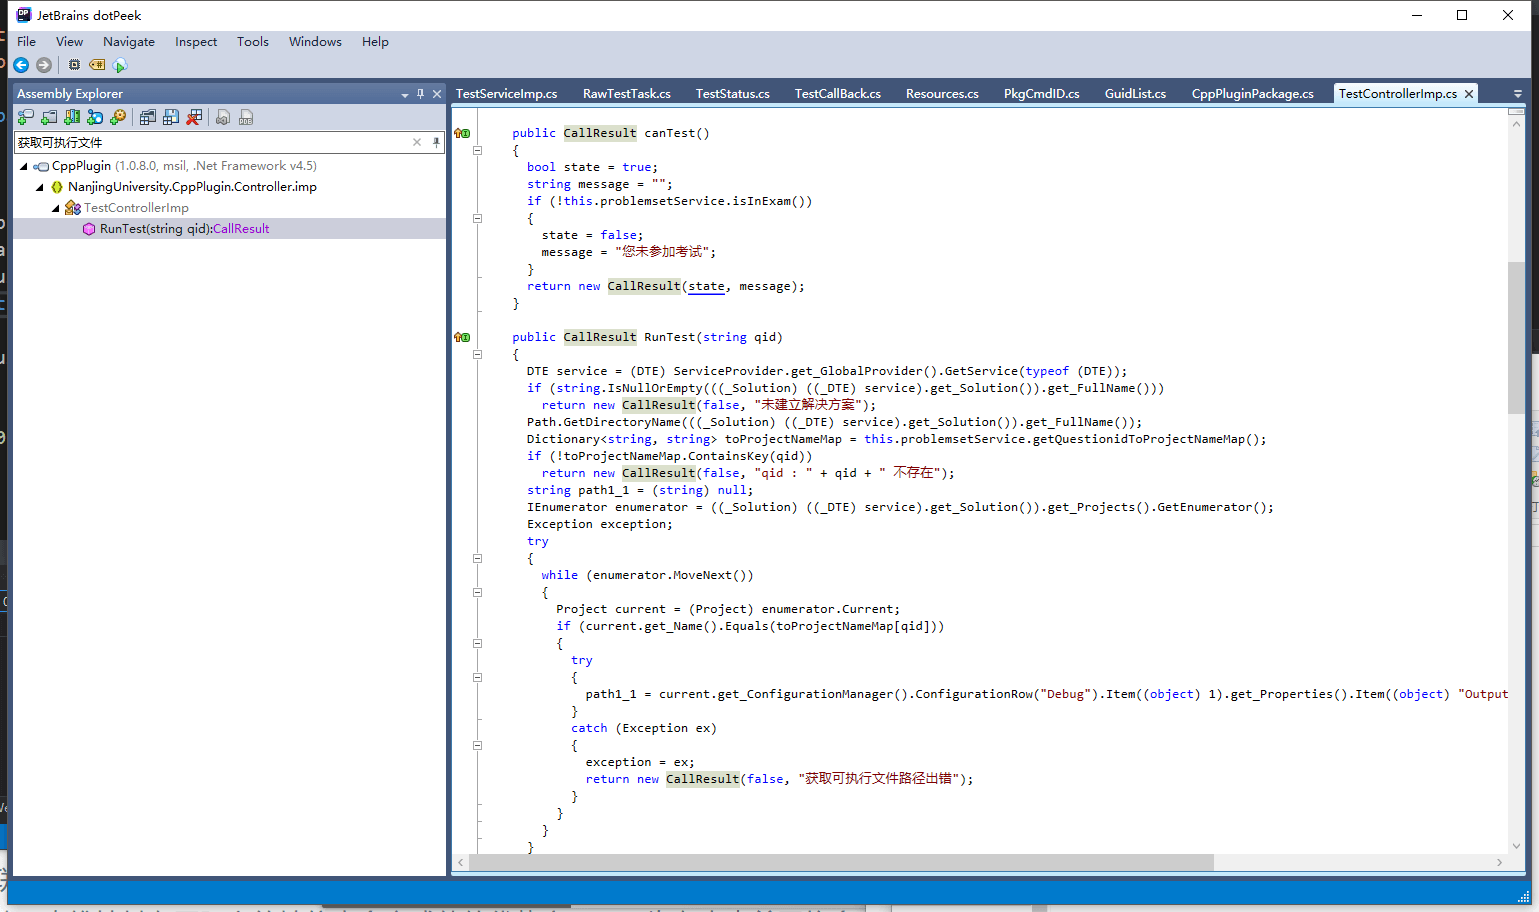 JetBrains dotPeek
File View Navigate Inspect Tools Windows Help
Assembly Explorer
获取可执行文件
CppPlugin (1.0.8.0, msil, .Net Framework v4.5)
NanjingUniversity.CppPlugin.Controller.imp
TestControllerImp
RunTest(string qid):CallResult
TestServiceImp.cs RawTestTask.cs TestStatus.cs TestCallBack.cs Resources.cs PkgCmdID.cs GuidList.cs CppPluginPackage.cs TestControllerImp.cs
public CallResult canTest()
{
bool state = true;
string message = "";
if (!this.problemsetService.isInExam())
{
state = false;
message = "您未参加考试";
}
return new CallResult(state, message);
}
public CallResult RunTest(string qid)
{
DTE service = (DTE) ServiceProvider.get_GlobalProvider().GetService(typeof (DTE));
if (string.IsNullOrEmpty(((_Solution) ((_DTE) service).get_Solution()).get_FullName()))
return new CallResult(false, "未建立解决方案");
Path.GetDirectoryName(((_Solution) ((_DTE) service).get_Solution()).get_FullName());
Dictionary<string, string> toProjectNameMap = this.problemsetService.getQuestionidToProjectNameMap();
if (!toProjectNameMap.ContainsKey(qid))
return new CallResult(false, "qid : " + qid + " 不存在");
string path1_1 = (string) null;
IEnumerator enumerator = ((_Solution) ((_DTE) service).get_Solution()).get_Projects().GetEnumerator();
Exception exception;
try
{
while (enumerator.MoveNext())
{
Project current = (Project) enumerator.Current;
if (current.get_Name().Equals(toProjectNameMap[qid]))
{
try
{
path1_1 = current.get_ConfigurationManager().ConfigurationRow("Debug").Item((object) 1).get_Properties().Item((object) "Output
}
catch (Exception ex)
{
exception = ex;
return new CallResult(false, "获取可执行文件路径出错");
}
}
}
}